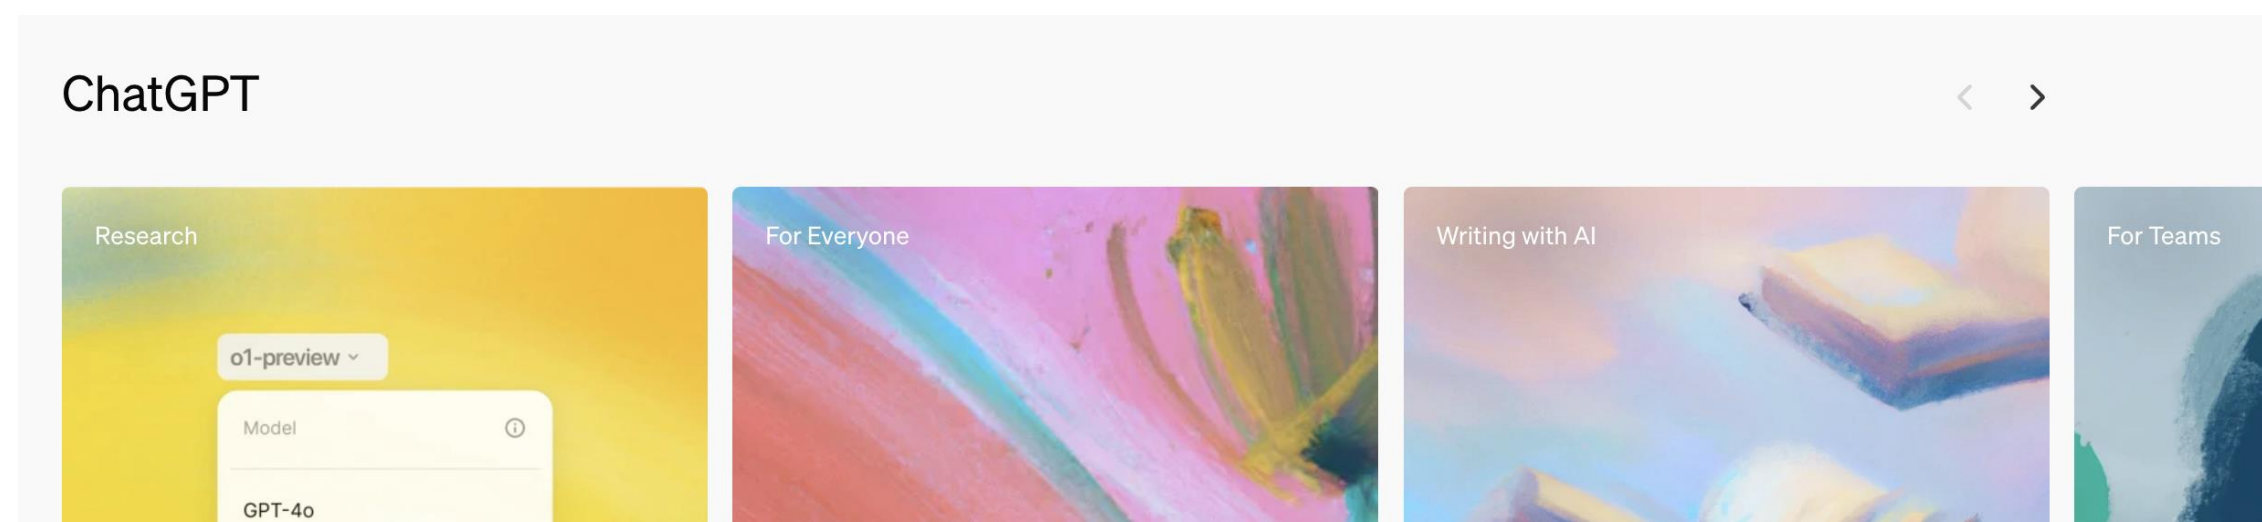 ChatGPT
Research
For Everyone
Writing with AI
For Teams
o1-preview
Model
GPT-4o